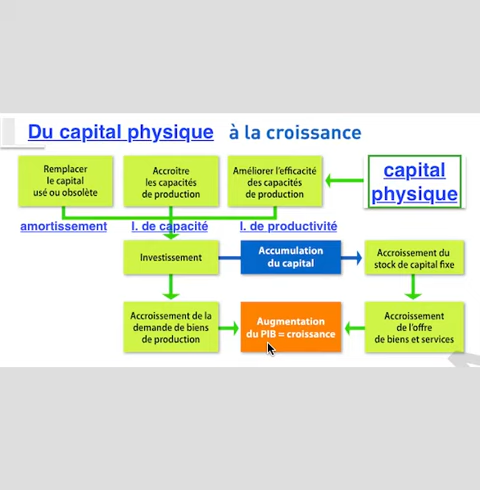 Du capital physique à la croissance
Remplacer
le capital
usé ou obsolète
Accroître
les capacités
de production
Améliorer l'efficacité
des capacités
de production
capital
physique
amortissement
I. de capacité
I. de productivité
Investissement
Accumulation
du capital
Accroissement du
stock de capital fixe
Accroissement de la
demande de biens
de production
Augmentation
du PIB = croissance
Accroissement
de l'offre
de biens et services